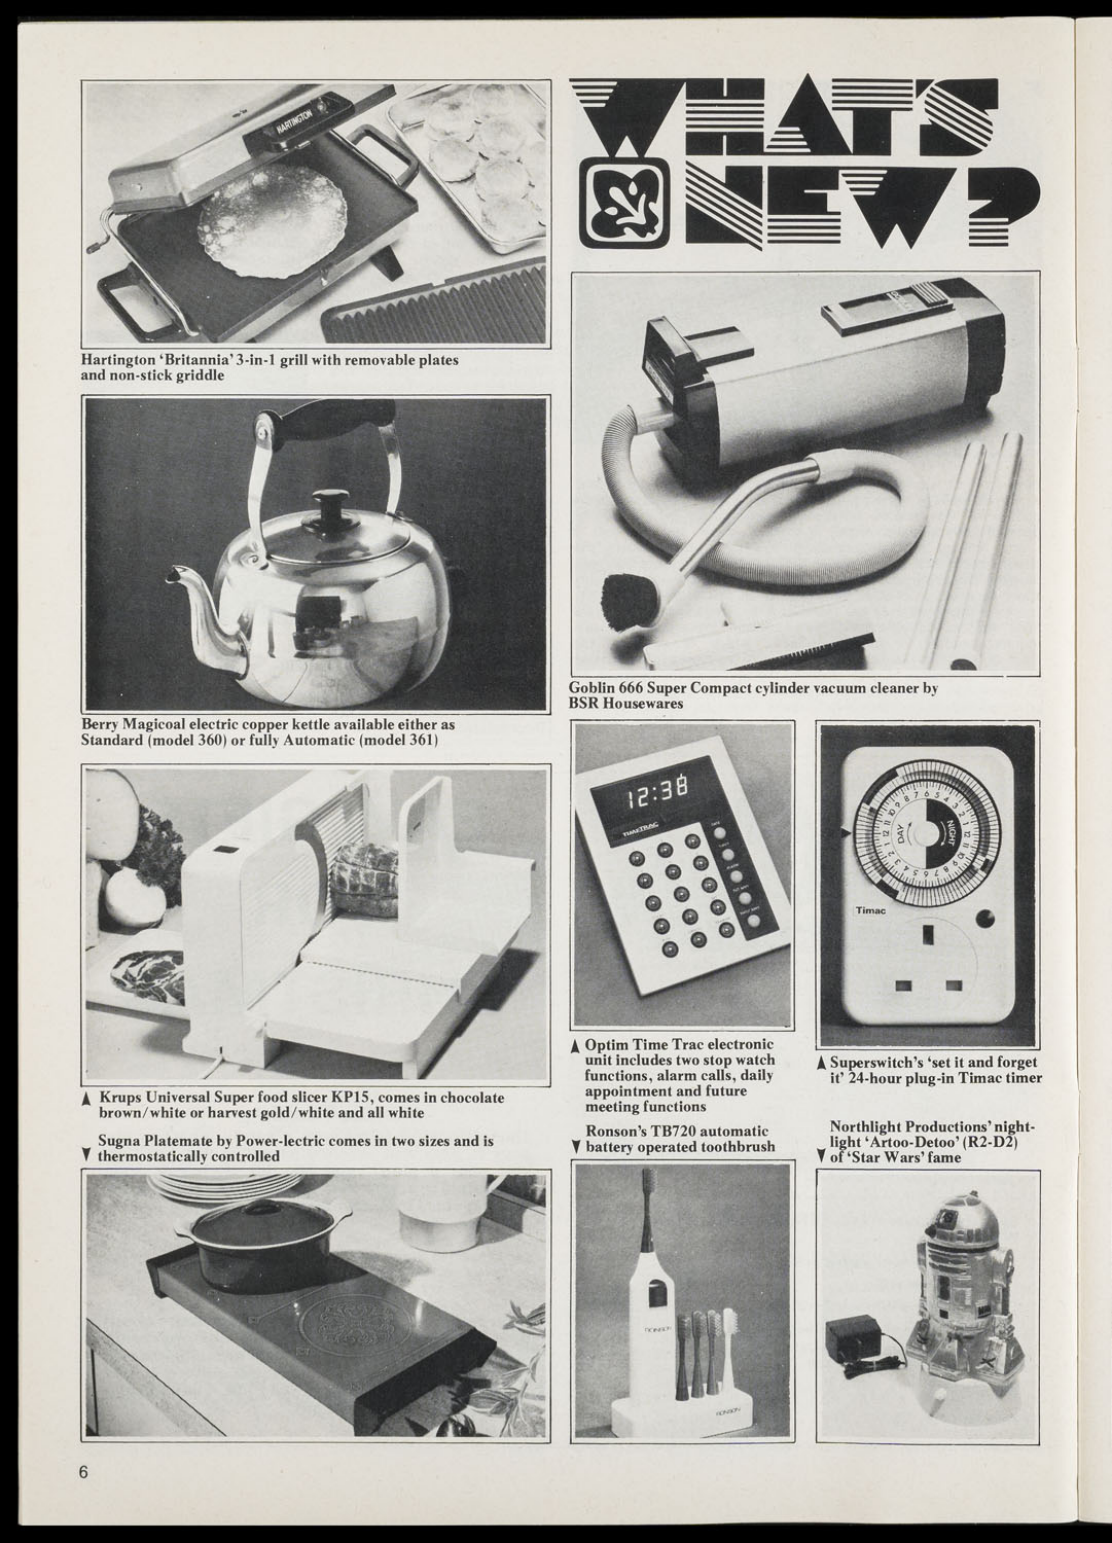 WHAT'S
NEW?
HARTINGTON
Hartington 'Britannia' 3-in-1 grill with removable plates
and non-stick griddle
Berry Magicoal electric copper kettle available either as
Standard (model 360) or fully Automatic (model 361)
Krups Universal Super food slicer KP15, comes in chocolate
brown/white or harvest gold/white and all white
Sugna Platemate by Power-lectric comes in two sizes and is
thermostatically controlled
Goblin 666 Super Compact cylinder vacuum cleaner by
BSR Housewares
12:38
TIMETRAC
Optim Time Trac electronic
unit includes two stop watch
functions, alarm calls, daily
appointment and future
meeting functions
DAY
NIGHT
Timac
Superswitch's 'set it and forget
it' 24-hour plug-in Timac timer
Ronson's TB720 automatic
battery operated toothbrush
RONSON
RONSON
Northlight Productions' night-
light 'Artoo-Detoo' (R2-D2)
of 'Star Wars' fame
6